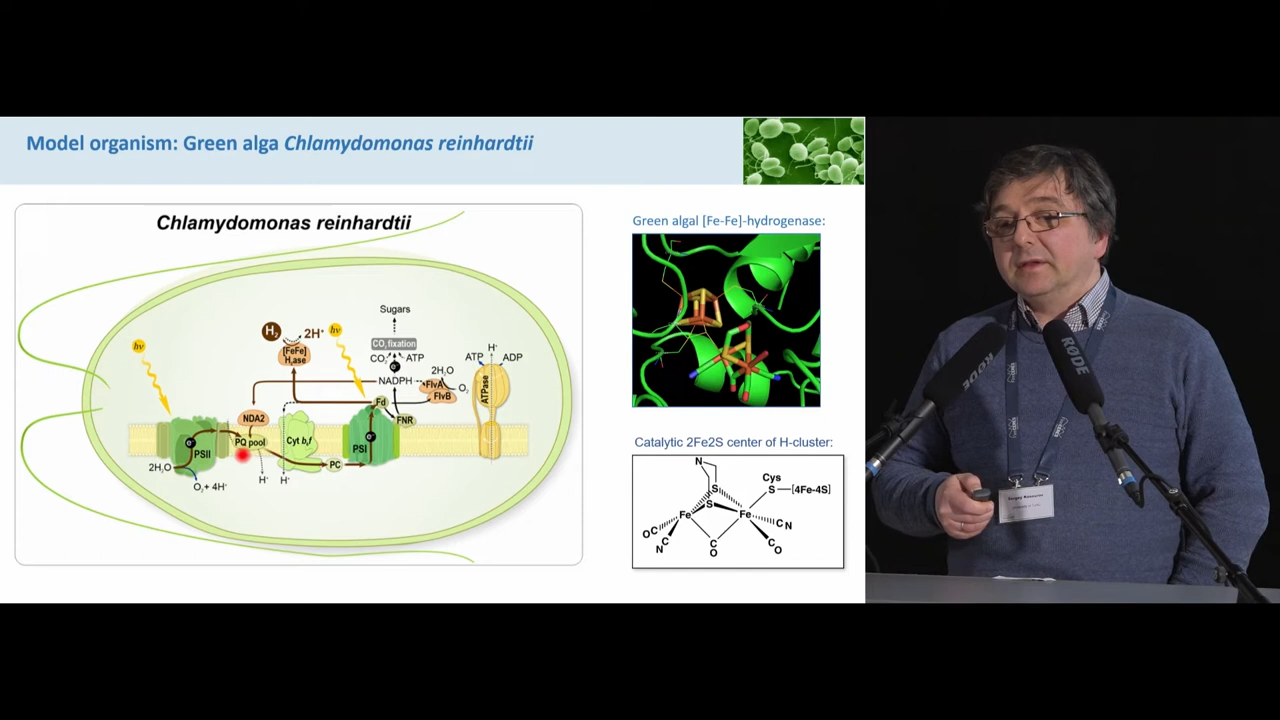 Model organism: Green alga Chlamydomonas reinhardtii
Chlamydomonas reinhardtii
Sugars
H₂
2H⁺
hν
[FeFe]
H₂ase
CO₂ fixation
CO₂
ATP
e⁻
NADPH
2H₂O
FlvA
FlvB
O₂
H⁺
ATP
ADP
ATPase
hν
Fd
FNR
NDA2
PSII
e⁻
PQ pool
Cyt b₆f
PSI
e⁻
PC
2H₂O
O₂ + 4H⁺
H⁺
H⁺
Green algal [Fe-Fe]-hydrogenase:
Catalytic 2Fe2S center of H-cluster:
N
Cys
S
S
[4Fe-4S]
S
Fe
Fe
OC
C
N
C
O
CN
C
O
RØDE
RØDE